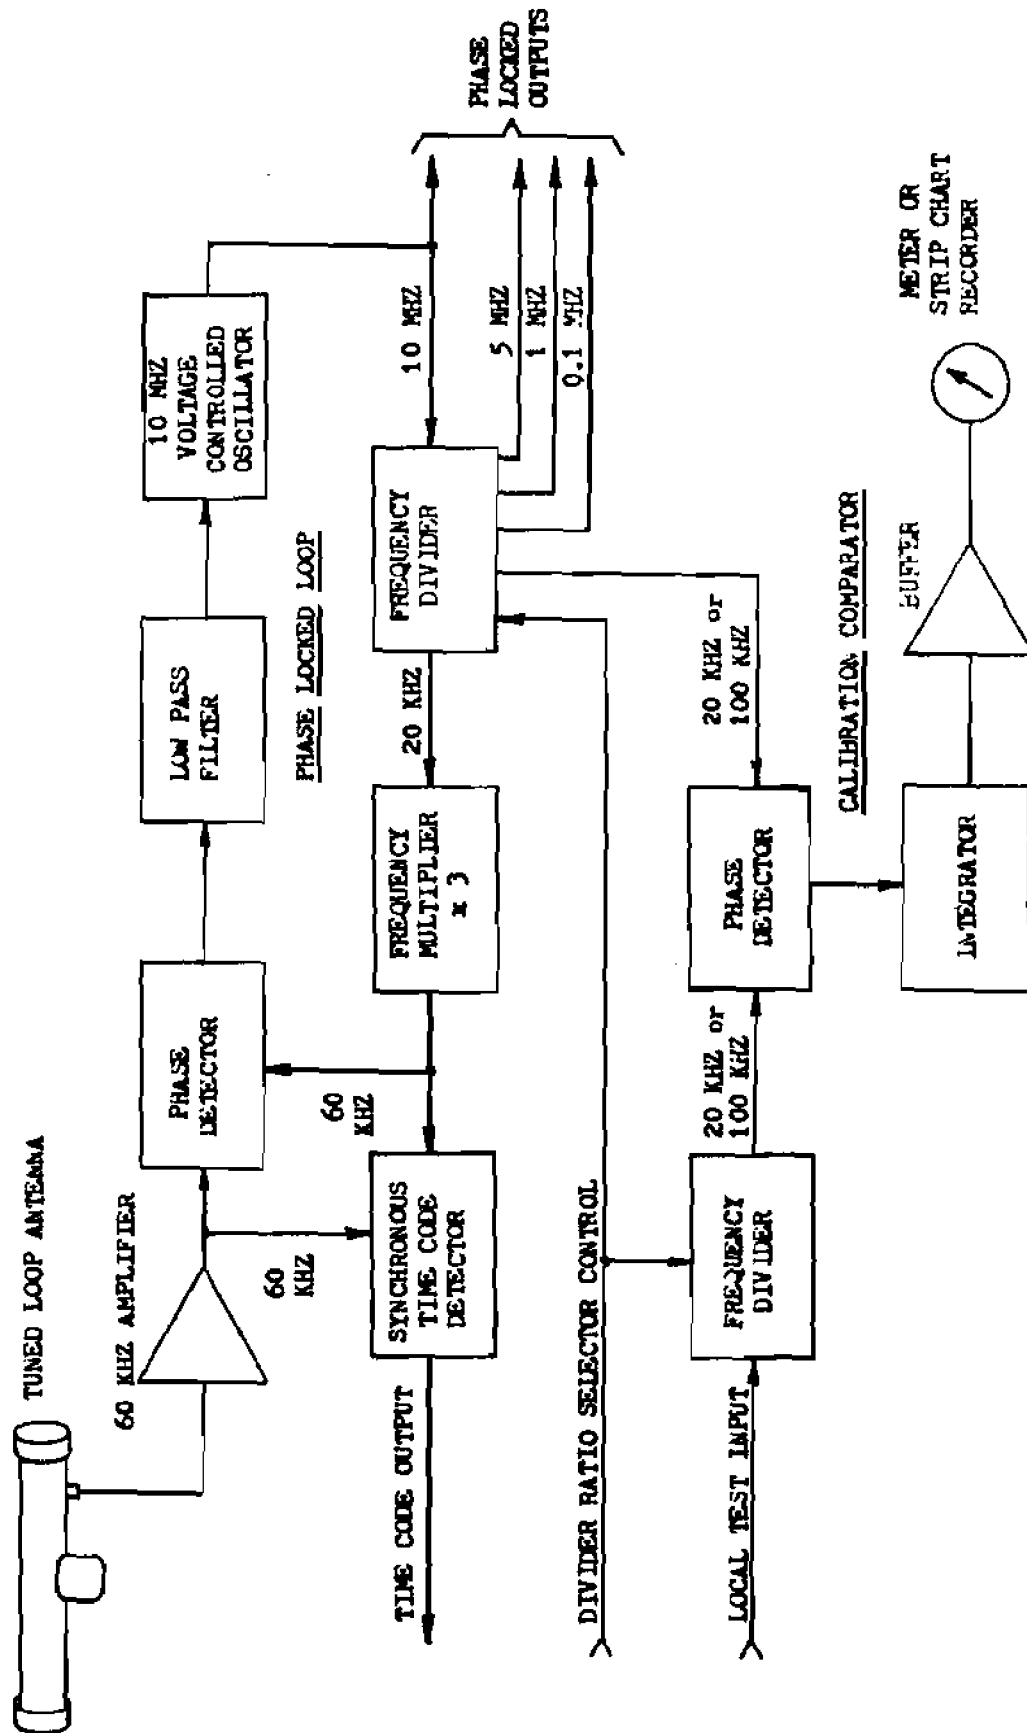 TUNED LOOP ANTENNA
60 KHZ AMPLIFIER
PHASE
DETECTOR
LOW PASS
FILTER
10 MHZ
VOLTAGE
CONTROLLED
OSCILLATOR
60
KHZ
60
KHZ
PHASE LOCKED LOOP
TIME CODE OUTPUT
SYNCHRONOUS
TIME CODE
DETECTOR
FREQUENCY
MULTIPLIER
x 3
20 KHZ
FREQUENCY
DIVIDER
10 MHZ
5 MHZ
1 MHZ
0.1 MHZ
PHASE
LOCKED
OUTPUTS
DIVIDER RATIO SELECTOR CONTROL
LOCAL TEST INPUT
FREQUENCY
DIVIDER
20 KHZ or
100 KHZ
PHASE
DETECTOR
20 KHZ or
100 KHZ
CALIBRATION COMPARATOR
INTEGRATOR
BUFFER
METER OR
STRIP CHART
RECORDER